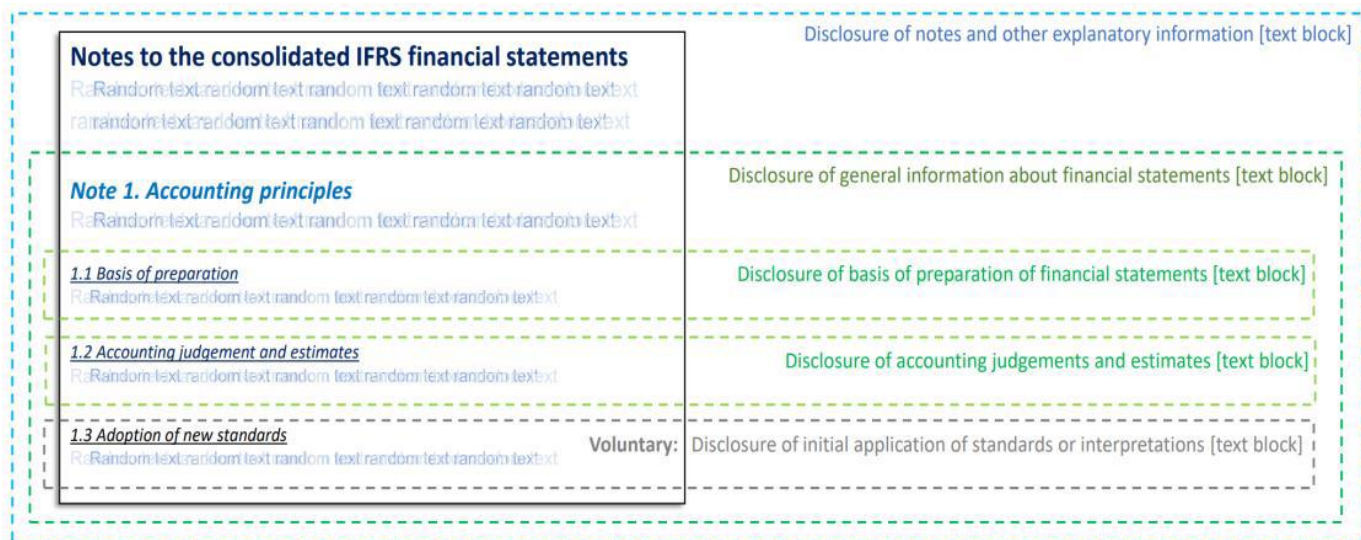 Disclosure of notes and other explanatory information [text block]
Notes to the consolidated IFRS financial statements
Random text random text random text random text random text
random text random text random text random text random text
Disclosure of general information about financial statements [text block]
Note 1. Accounting principles
Random text random text random text random text random text
1.1 Basis of preparation
Disclosure of basis of preparation of financial statements [text block]
Random text random text random text random text random text
1.2 Accounting judgement and estimates
Disclosure of accounting judgements and estimates [text block]
Random text random text random text random text random text
1.3 Adoption of new standards
Voluntary: Disclosure of initial application of standards or interpretations [text block]
Random text random text random text random text random text